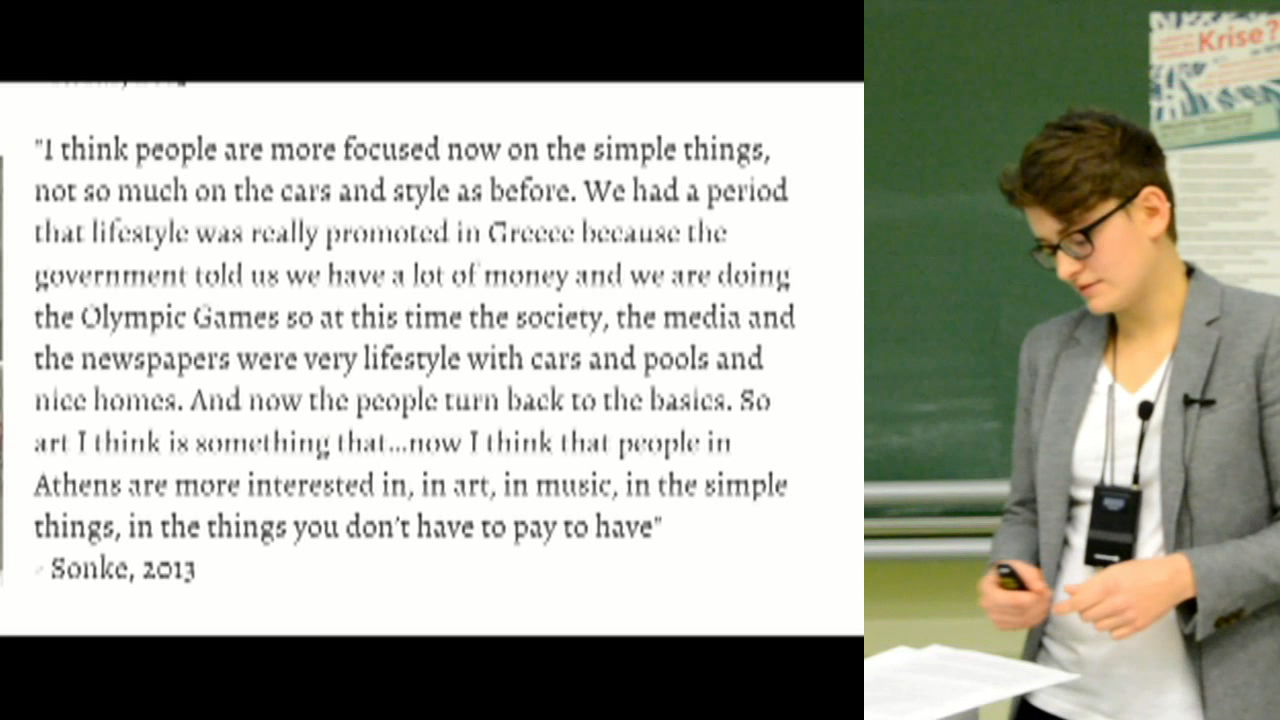 "I think people are more focused now on the simple things,
not so much on the cars and style as before. We had a period
that lifestyle was really promoted in Greece because the
government told us we have a lot of money and we are doing
the Olympic Games so at this time the society, the media and
the newspapers were very lifestyle with cars and pools and
nice homes. And now the people turn back to the basics. So
art I think is something that...now I think that people in
Athens are more interested in, in art, in music, in the simple
things, in the things you don't have to pay to have"
- Sonke, 2013
Krise?